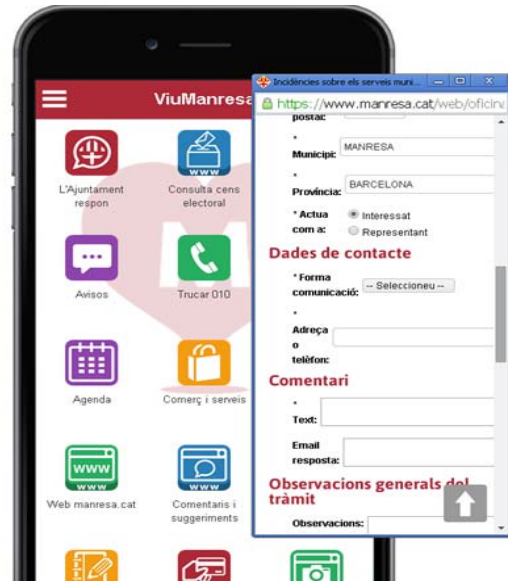 ViuManresa
L'Ajuntament
respon
Consulta cens
electoral
Avisos
Trucar 010
Agenda
Comerç i serveis
www
www
Web manresa.cat
Comentaris i
suggeriments
Incidències sobre els serveis muni...
https://www.manresa.cat/web/oficina
postal:
*
Municipi: MANRESA
*
Província: BARCELONA
* Actua
com a:
Interessat
Representant
Dades de contacte
* Forma
comunicació: -- Seleccioneu --
*
Adreça
o
telèfon:
Comentari
*
Text:
Email
resposta:
Observacions generals del
tràmit
Observacions: